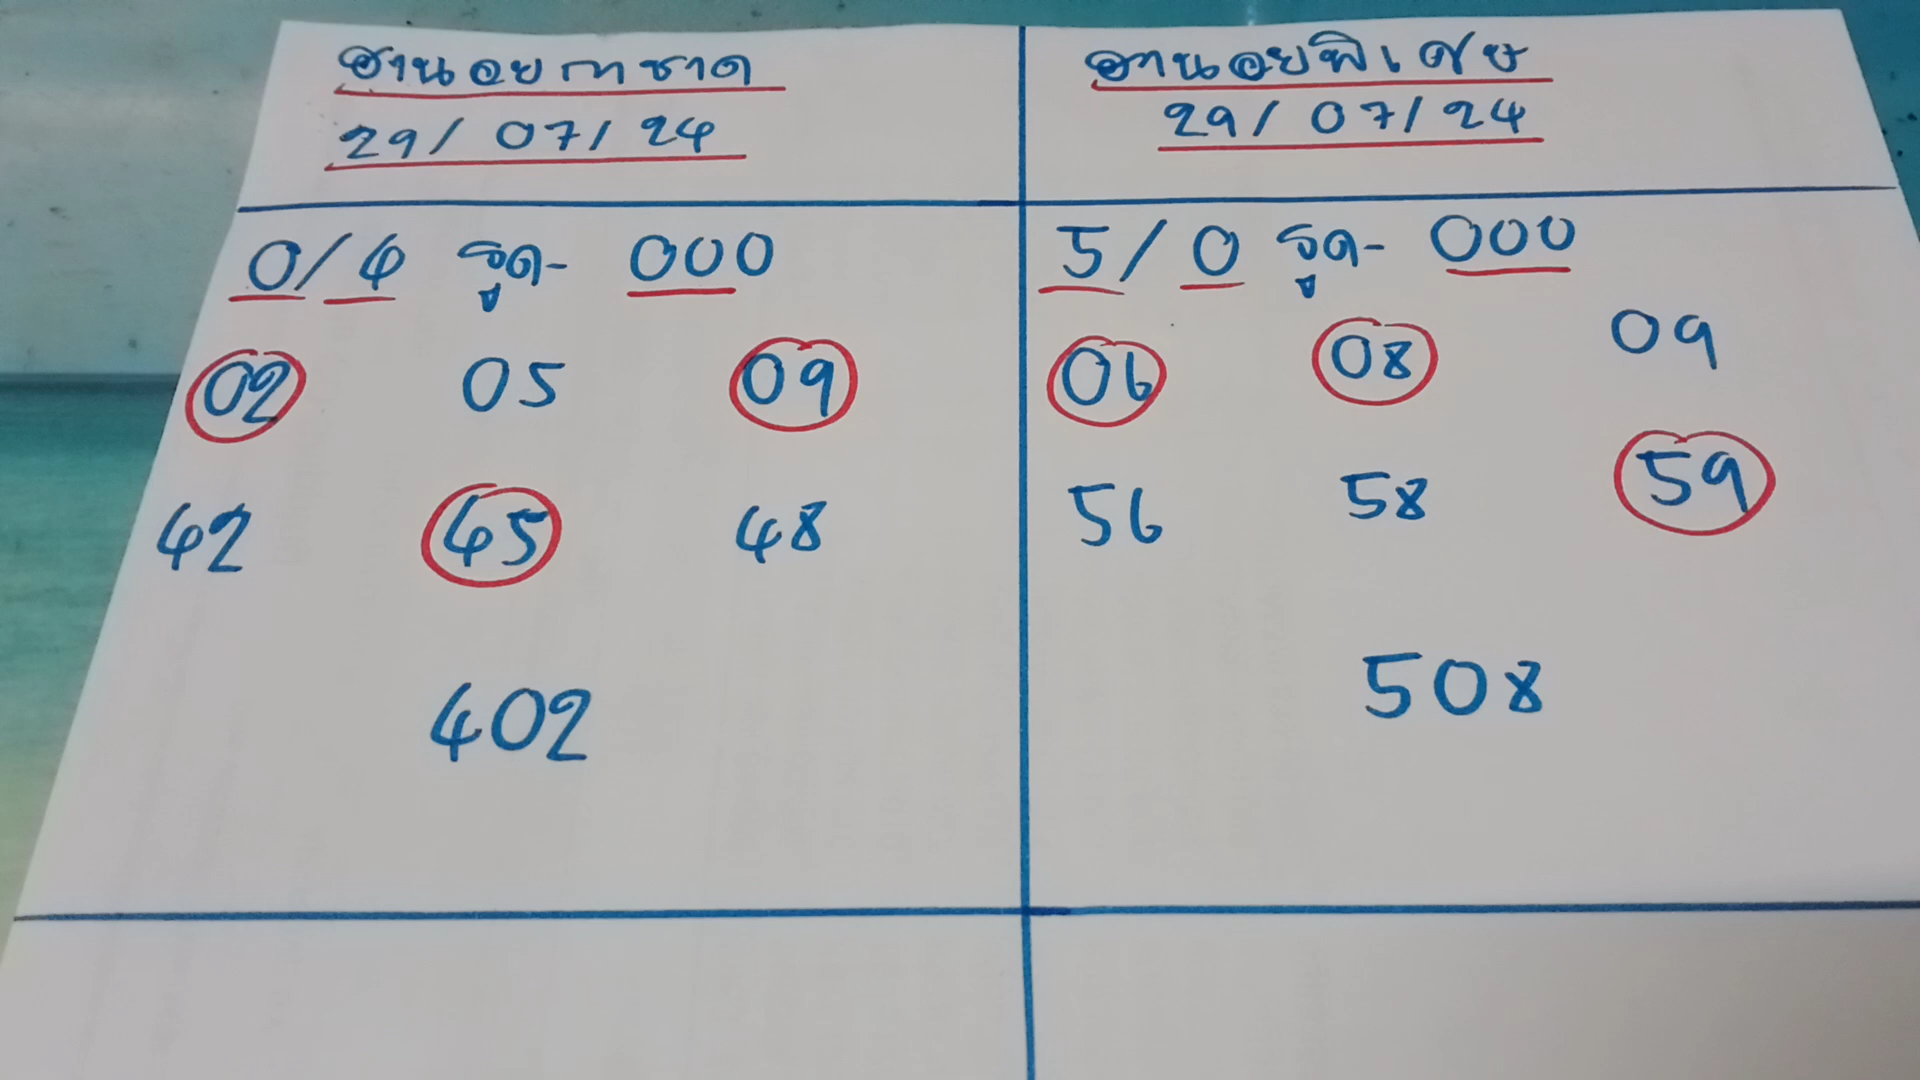 ฮานอยกาชาด
29/07/24
0/4 รูด- 000
02 05 09
42 45 48
402
ฮานอยพิเศษ
29/07/24
5/0 รูด- 000
06 08 09
56 58 59
508